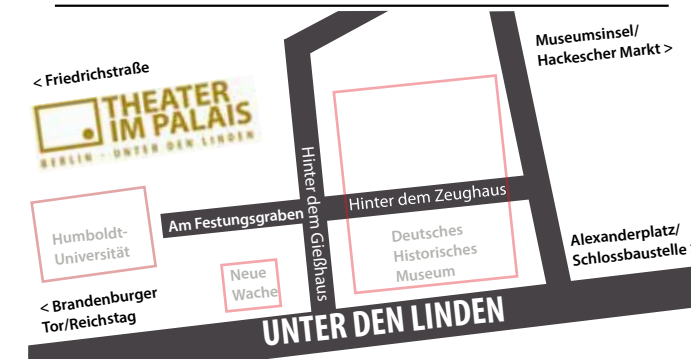 < Friedrichstraße
Museumsinsel/
Hackescher Markt >
THEATER
IM PALAIS
BERLIN - UNTER DEN LINDEN
Hinter dem Gießhaus
Hinter dem Zeughaus
Am Festungsgraben
Humboldt-
Universität
Deutsches
Historisches
Museum
Neue
Wache
Alexanderplatz/
Schlossbaustelle
< Brandenburger
Tor/Reichstag
UNTER DEN LINDEN